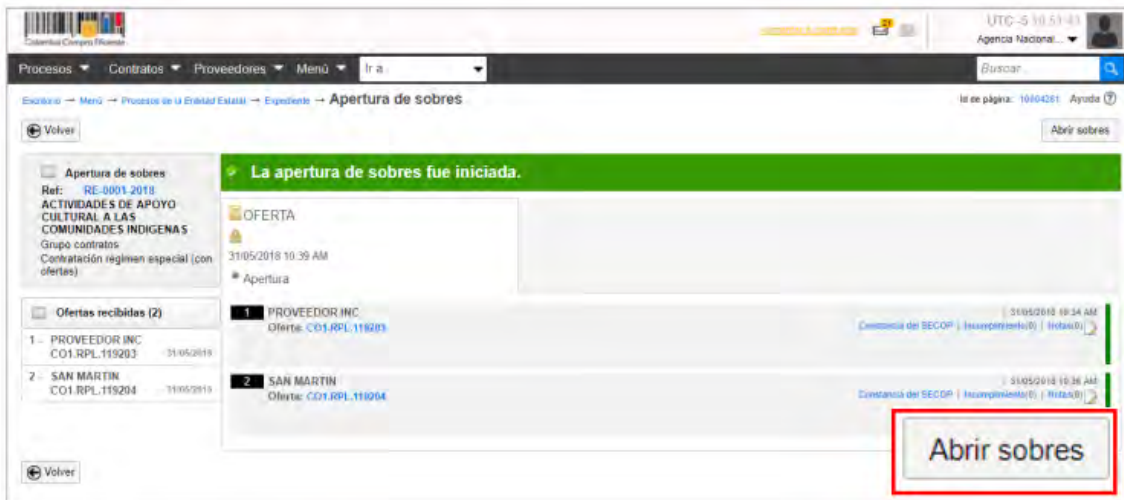 Colombia Compra Eficiente
21
UTC -5 10:51:43
Agencia Nacional...
Procesos Contratos Proveedores Menú Ir a Buscar
Escritorio → Menú → Procesos de la Entidad Estatal → Expediente → Apertura de sobres
Id de página: 10004261 Ayuda
Volver
Abrir sobres
Apertura de sobres
Ref: RE-0001-2018
ACTIVIDADES DE APOYO
CULTURAL A LAS
COMUNIDADES INDIGENAS
Grupo contratos
Contratación régimen especial (con
ofertas)
Ofertas recibidas (2)
1 - PROVEEDOR INC
CO1.RPL.119203 31/05/2018
2 - SAN MARTIN
CO1.RPL.119204 31/05/2018
La apertura de sobres fue iniciada.
OFERTA
31/05/2018 10:39 AM
Apertura
1 PROVEEDOR INC
31/05/2018 10:34 AM
Oferta: CO1.RPL.119203
Constancia del SECOP | Incumplimiento(0) | Notas(0)
2 SAN MARTIN
31/05/2018 10:36 AM
Oferta: CO1.RPL.119204
Constancia del SECOP | Incumplimiento(0) | Notas(0)
Abrir sobres
Volver